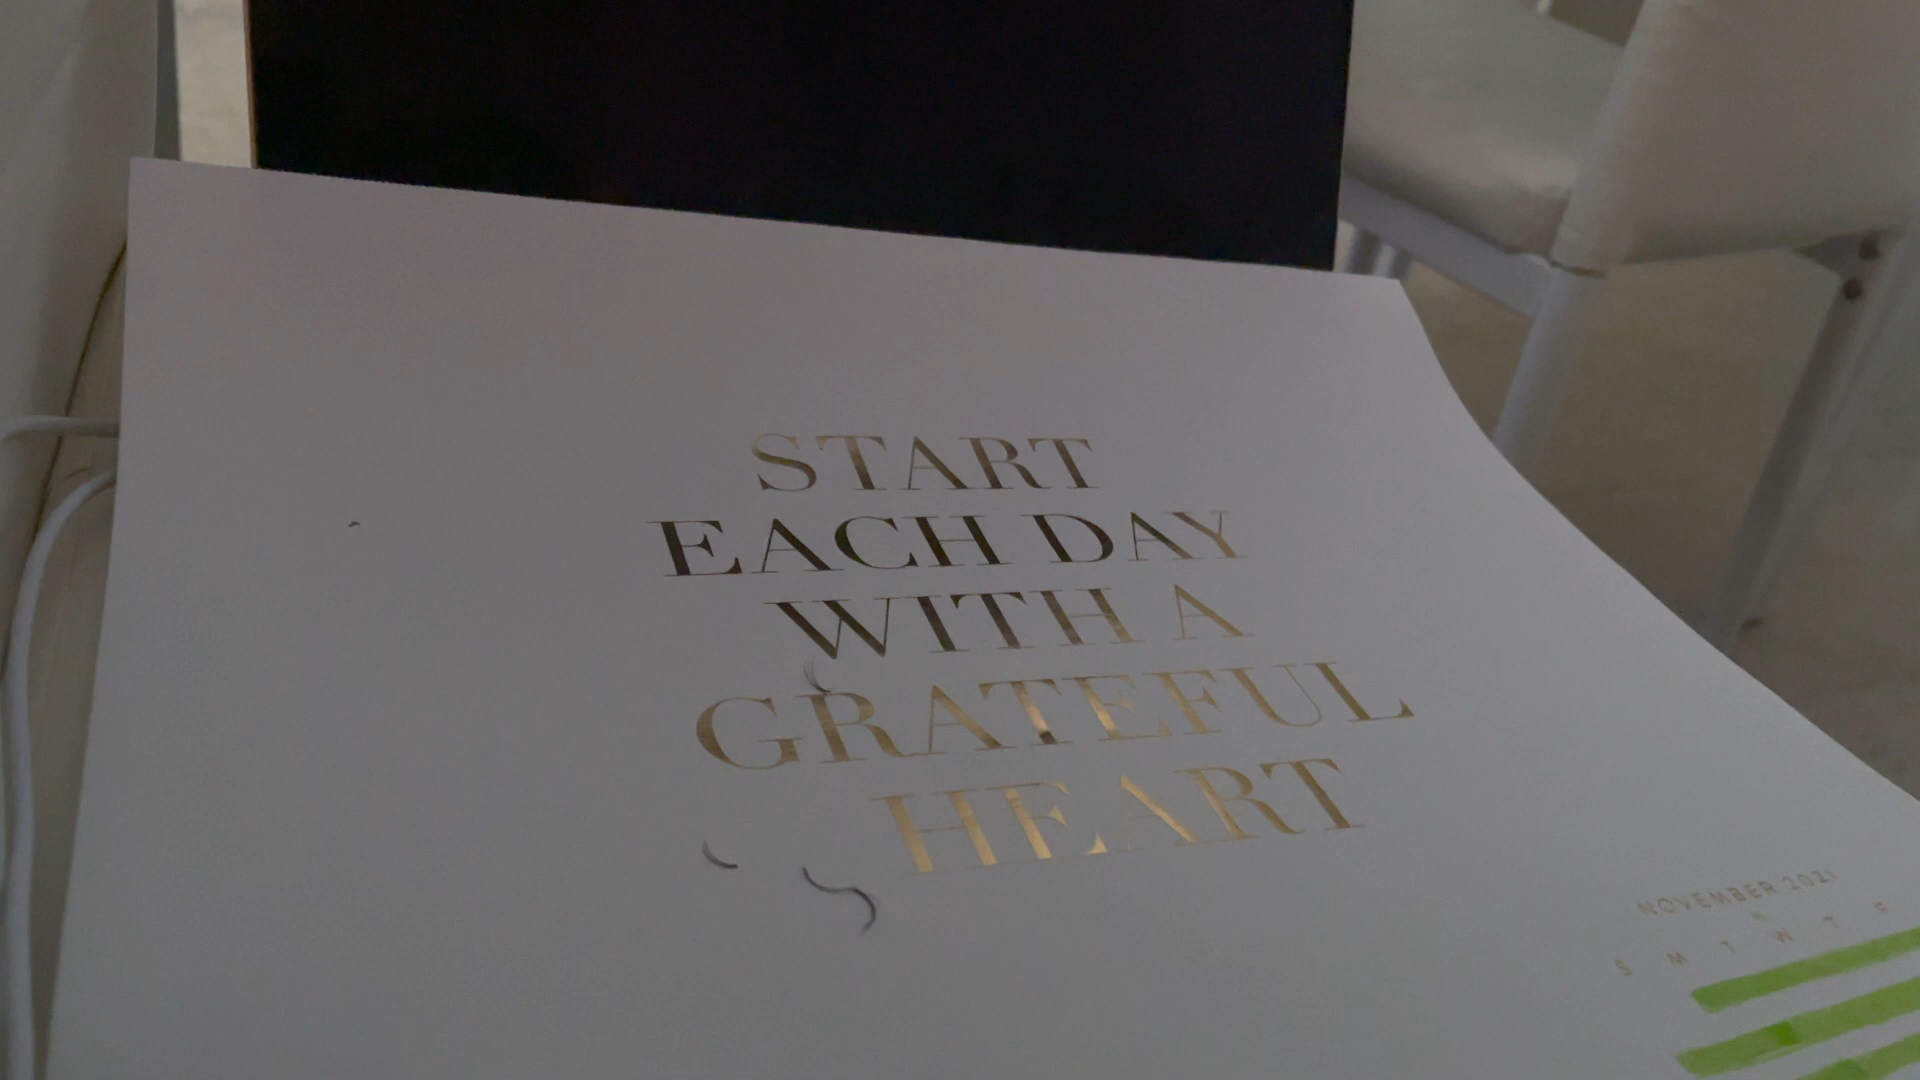 START
EACH DAY
WITH A
GRATEFUL
HEART
NOVEMBER 2021
S M T W T F